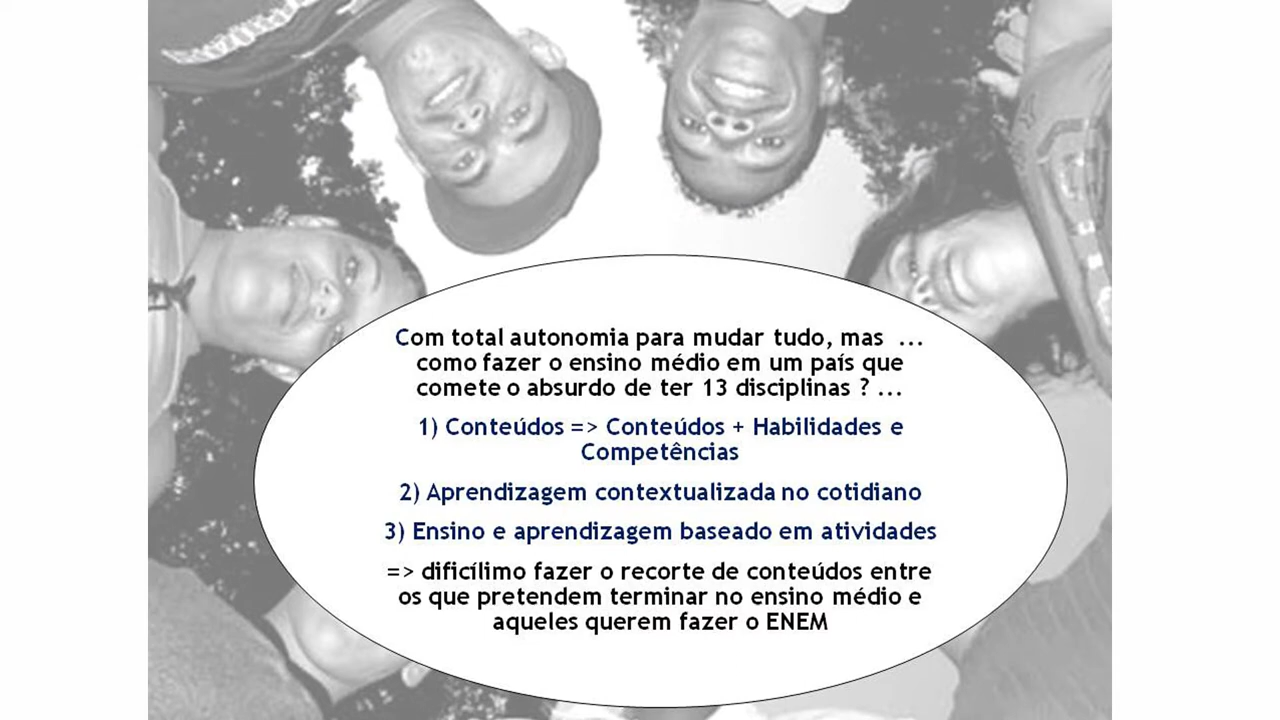 Com total autonomia para mudar tudo, mas ...
como fazer o ensino médio em um país que
comete o absurdo de ter 13 disciplinas ? ...
1) Conteúdos => Conteúdos + Habilidades e
Competências
2) Aprendizagem contextualizada no cotidiano
3) Ensino e aprendizagem baseado em atividades
=> dificílimo fazer o recorte de conteúdos entre
os que pretendem terminar no ensino médio e
aqueles querem fazer o ENEM